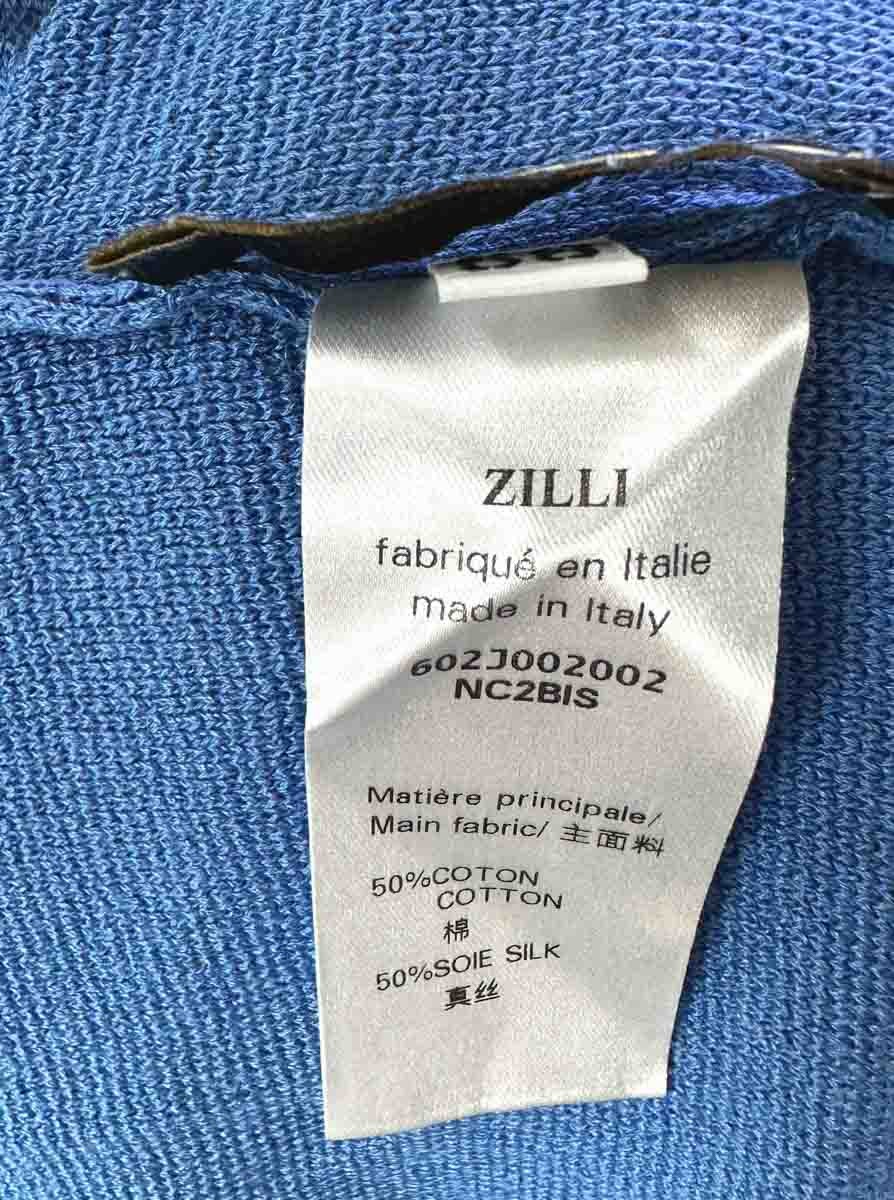 ZILLI
fabriqué en Italie
made in Italy
602J002002
NC2BIS
Matière principale/
Main fabric/ 主面料
50%COTON
COTTON
棉
50%SOIE SILK
真丝